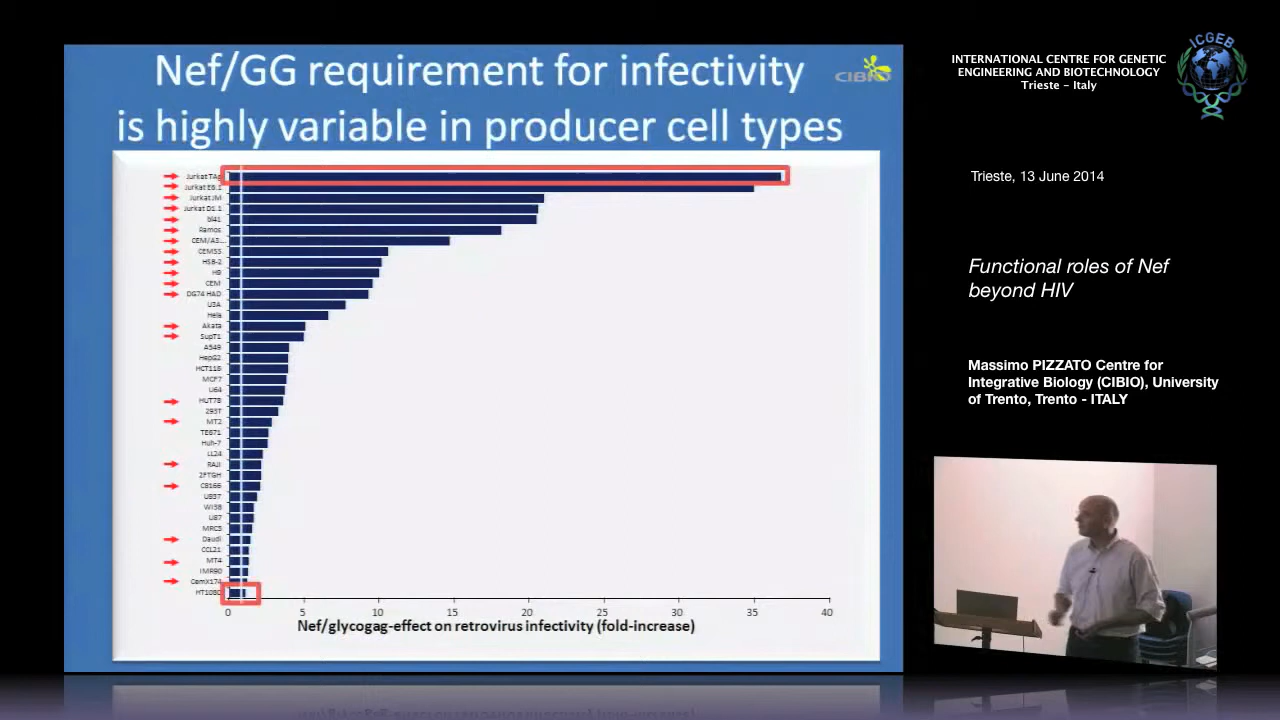 Nef/GG requirement for infectivity
is highly variable in producer cell types
CIBIO
Jurkat TAg
Jurkat E6.1
Jurkat JM
Jurkat D1.1
bl41
Ramos
CEM/A3...
CEMSS
HSB-2
H9
CEM
DG74 HAD
U3A
Hela
Akata
SupT1
A549
HepG2
HCT116
MCF7
U64
HUT78
293T
MT2
TE671
Huh-7
LL24
RAJI
2FTGH
C8166
U937
WI38
U87
MRC5
Daudi
CCL21
MT4
IMR90
CemX174
HT1080
0 5 10 15 20 25 30 35 40
Nef/glycogag-effect on retrovirus infectivity (fold-increase)
INTERNATIONAL CENTRE FOR GENETIC
ENGINEERING AND BIOTECHNOLOGY
Trieste - Italy
ICGEB
Trieste, 13 June 2014
Functional roles of Nef
beyond HIV
Massimo PIZZATO Centre for
Integrative Biology (CIBIO), University
of Trento, Trento - ITALY